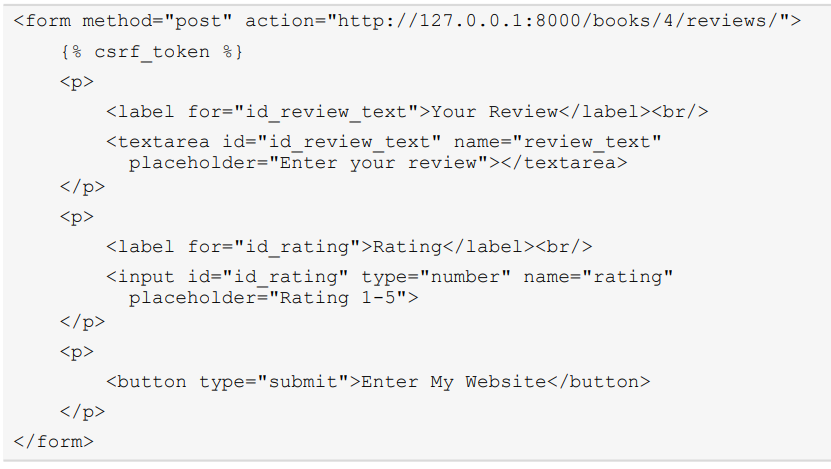 <form method="post" action="http://127.0.0.1:8000/books/4/reviews/">
    {% csrf_token %}
    <p>
        <label for="id_review_text">Your Review</label><br/>
        <textarea id="id_review_text" name="review_text"
          placeholder="Enter your review"></textarea>
    </p>
    <p>
        <label for="id_rating">Rating</label><br/>
        <input id="id_rating" type="number" name="rating"
          placeholder="Rating 1-5">
    </p>
    <p>
        <button type="submit">Enter My Website</button>
    </p>
</form>